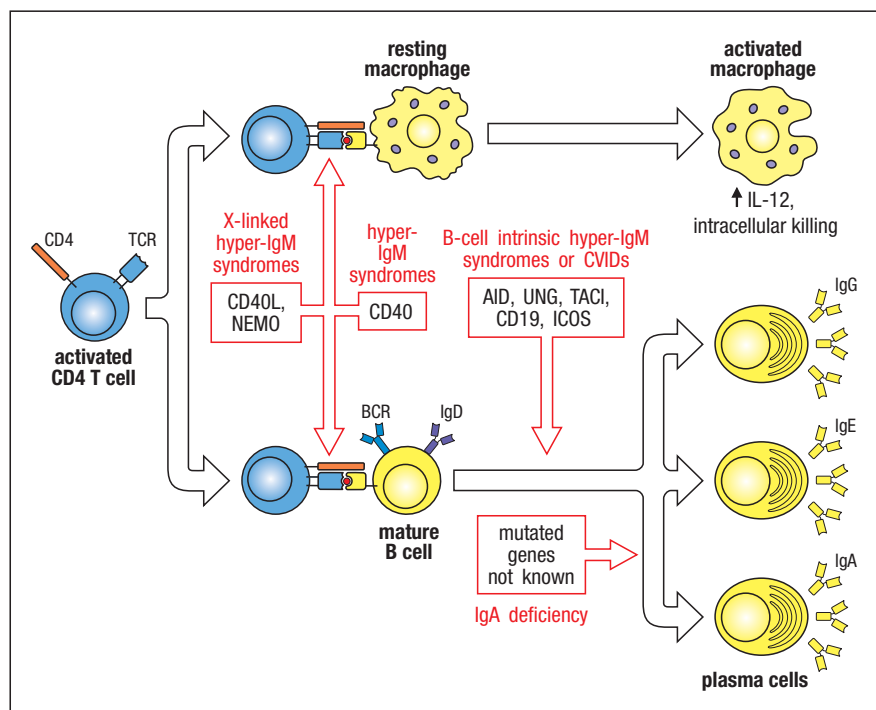 resting
macrophage
activated
macrophage
↑ IL-12,
intracellular killing
X-linked
hyper-IgM
syndromes
CD40L,
NEMO
hyper-
IgM
syndromes
CD40
B-cell intrinsic hyper-IgM
syndromes or CVIDs
AID, UNG, TACI,
CD19, ICOS
CD4
TCR
activated
CD4 T cell
IgG
BCR
IgD
mature
B cell
IgE
mutated
genes
not known
IgA deficiency
IgA
plasma cells